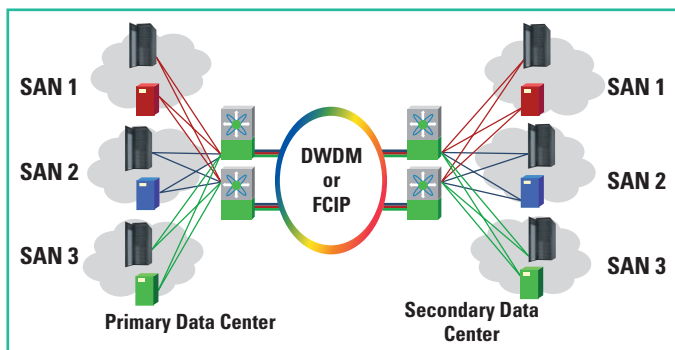 SAN 1
SAN 2
SAN 3
Primary Data Center
DWDM
or
FCIP
SAN 1
SAN 2
SAN 3
Secondary Data
Center